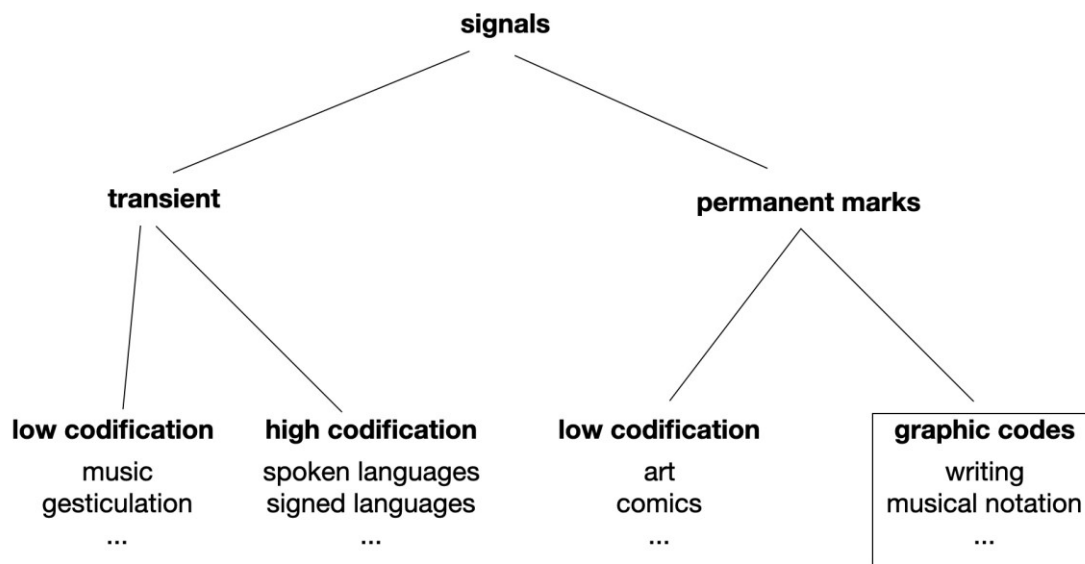 signals
transient
permanent marks
low codification
music
gesticulation
...
high codification
spoken languages
signed languages
...
low codification
art
comics
...
graphic codes
writing
musical notation
...